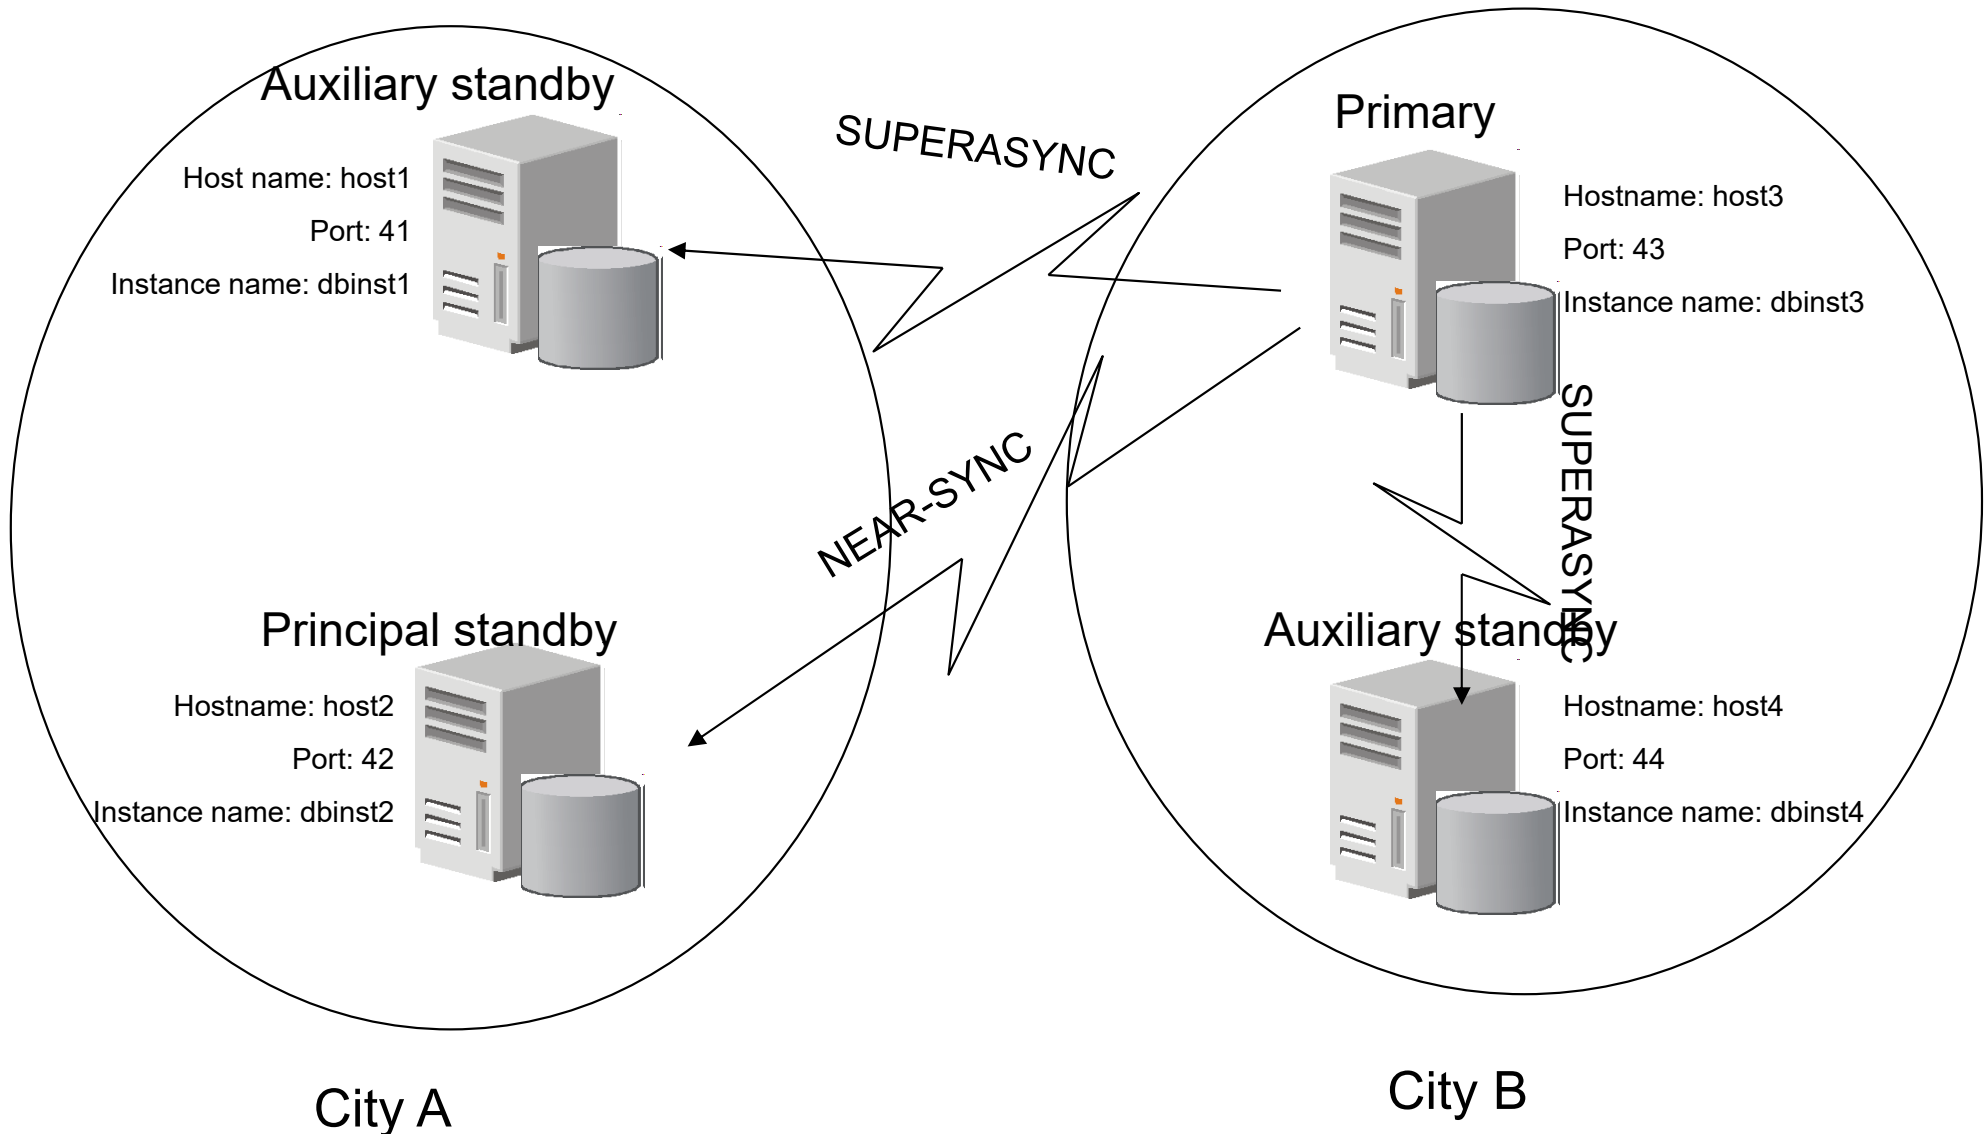 Auxiliary standby
Host name: host1
Port: 41
Instance name: dbinst1
SUPERASYNC
Primary
Hostname: host3
Port: 43
Instance name: dbinst3
NEAR-SYNC
SUPERASYNC
Principal standby
Hostname: host2
Port: 42
Instance name: dbinst2
Auxiliary standby
Hostname: host4
Port: 44
Instance name: dbinst4
City A
City B